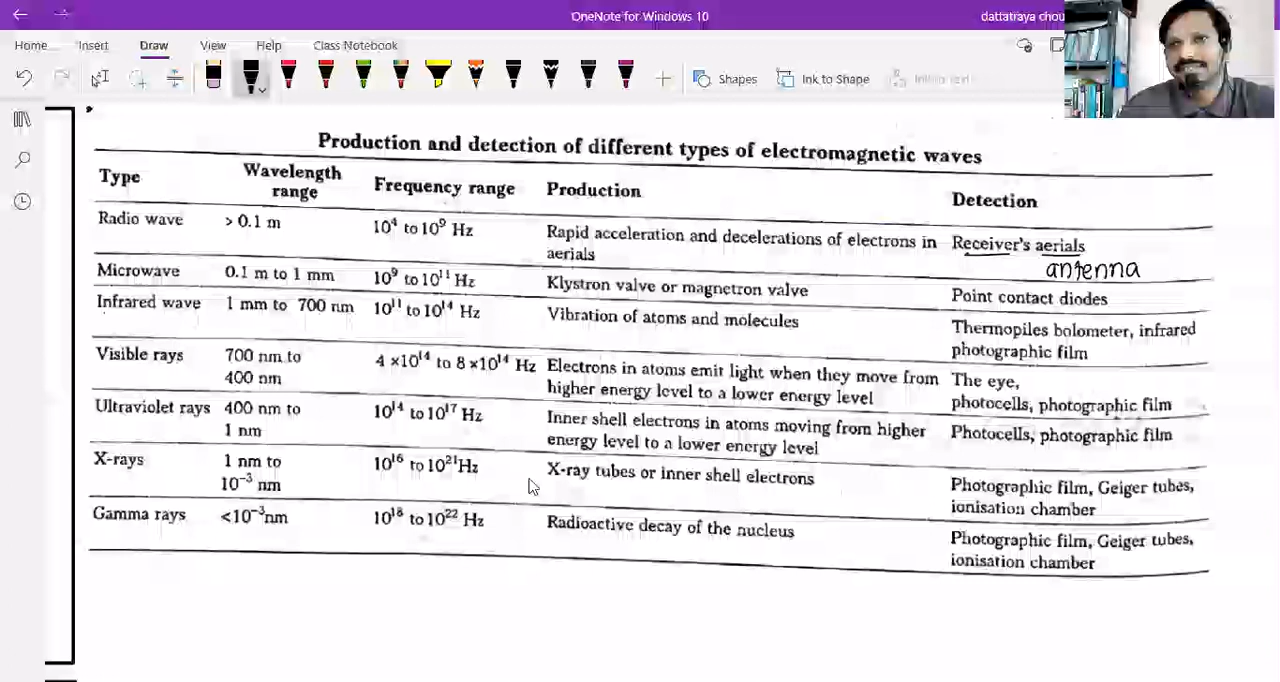 OneNote for Windows 10
dattatraya chou
Home Insert Draw View Help Class Notebook
Shapes Ink to Shape Ink to Text
Production and detection of different types of electromagnetic waves
Type Wavelength range Frequency range Production Detection
Radio wave > 0.1 m 10⁴ to 10⁹ Hz Rapid acceleration and decelerations of electrons in aerials Receiver's aerials
antenna
Microwave 0.1 m to 1 mm 10⁹ to 10¹¹ Hz Klystron valve or magnetron valve Point contact diodes
Infrared wave 1 mm to 700 nm 10¹¹ to 10¹⁴ Hz Vibration of atoms and molecules Thermopiles bolometer, infrared photographic film
Visible rays 700 nm to 400 nm 4 ×10¹⁴ to 8 ×10¹⁴ Hz Electrons in atoms emit light when they move from higher energy level to a lower energy level The eye, photocells, photographic film
Ultraviolet rays 400 nm to 1 nm 10¹⁴ to 10¹⁷ Hz Inner shell electrons in atoms moving from higher energy level to a lower energy level Photocells, photographic film
X-rays 1 nm to 10⁻³ nm 10¹⁶ to 10²¹Hz X-ray tubes or inner shell electrons Photographic film, Geiger tubes, ionisation chamber
Gamma rays <10⁻³nm 10¹⁸ to 10²² Hz Radioactive decay of the nucleus Photographic film, Geiger tubes, ionisation chamber